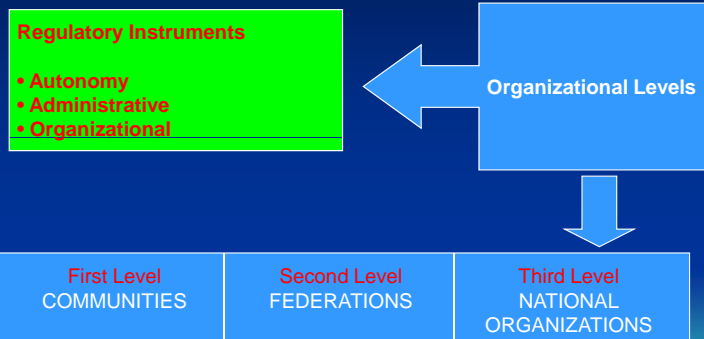 Regulatory Instruments
• Autonomy
• Administrative
• Organizational
Organizational Levels
First Level
COMMUNITIES
Second Level
FEDERATIONS
Third Level
NATIONAL
ORGANIZATIONS